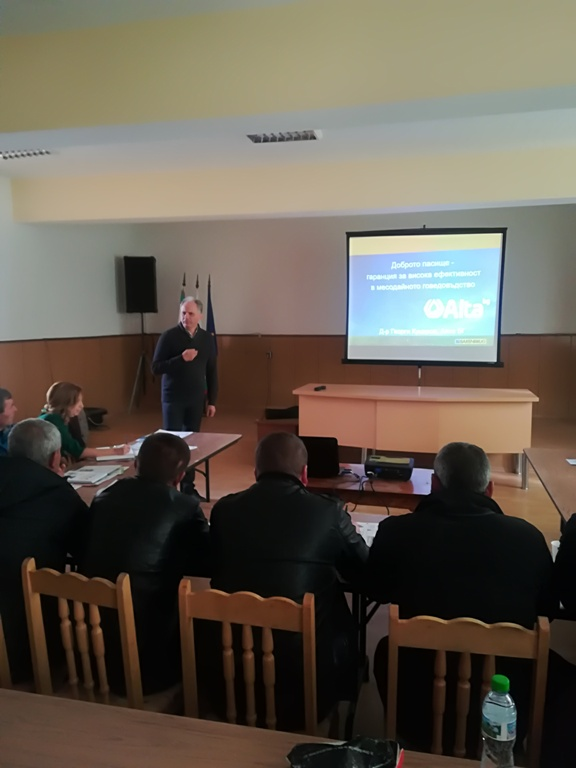 Доброто пасище -
гаранция за висока ефективност
в месодайното говедовъдство
Alta
Д-р